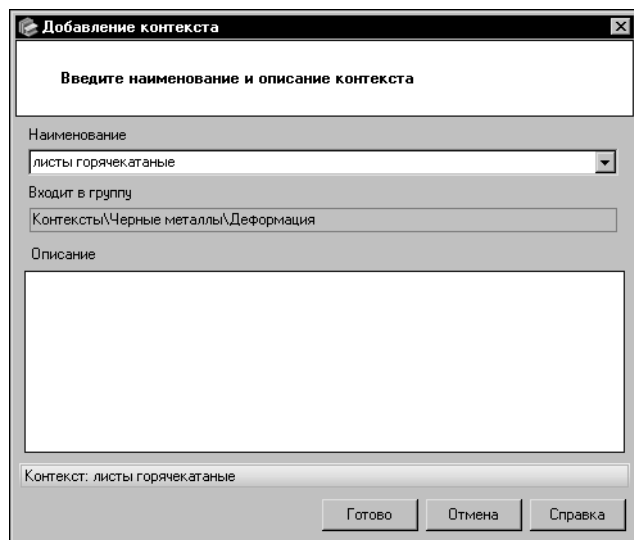 Добавление контекста
Введите наименование и описание контекста
Наименование
листы горячекатаные
Входит в группу
Контексты\Черные металлы\Деформация
Описание
Контекст: листы горячекатаные
Готово Отмена Справка